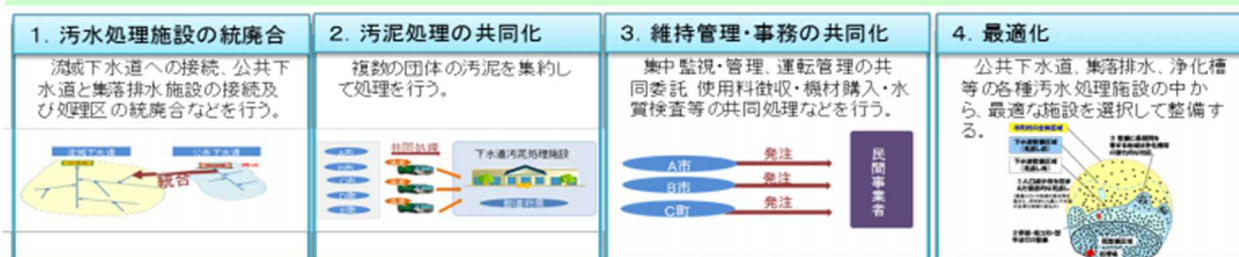 1. 汚水処理施設の統廃合
流域下水道への接続、公共下
水道と集落排水施設の接続及
び処理区の統廃合などを行う。
流域下水道
公共下水道
統合
2. 汚泥処理の共同化
複数の団体の汚泥を集約し
て処理を行う。
共同処理
下水道汚泥処理施設
A市
B市
都道府県
3. 維持管理・事務の共同化
集中監視・管理、運転管理の共
同委託 使用料徴収・機材購入・水
質検査等の共同処理などを行う。
A市
発注
B市
発注
C町
発注
民間事業者
4. 最適化
公共下水道、集落排水、浄化槽
等の各種汚水処理施設の中か
ら、最適な施設を選択して整備す
る。